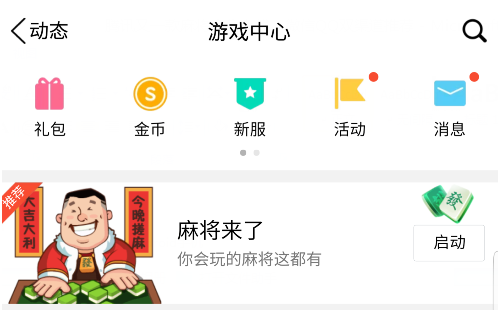 动态
游戏中心
礼包
金币
新服
活动
消息
推荐
大吉大利
今晚搓麻
發
麻将来了
你会玩的麻将这都有
發
启动